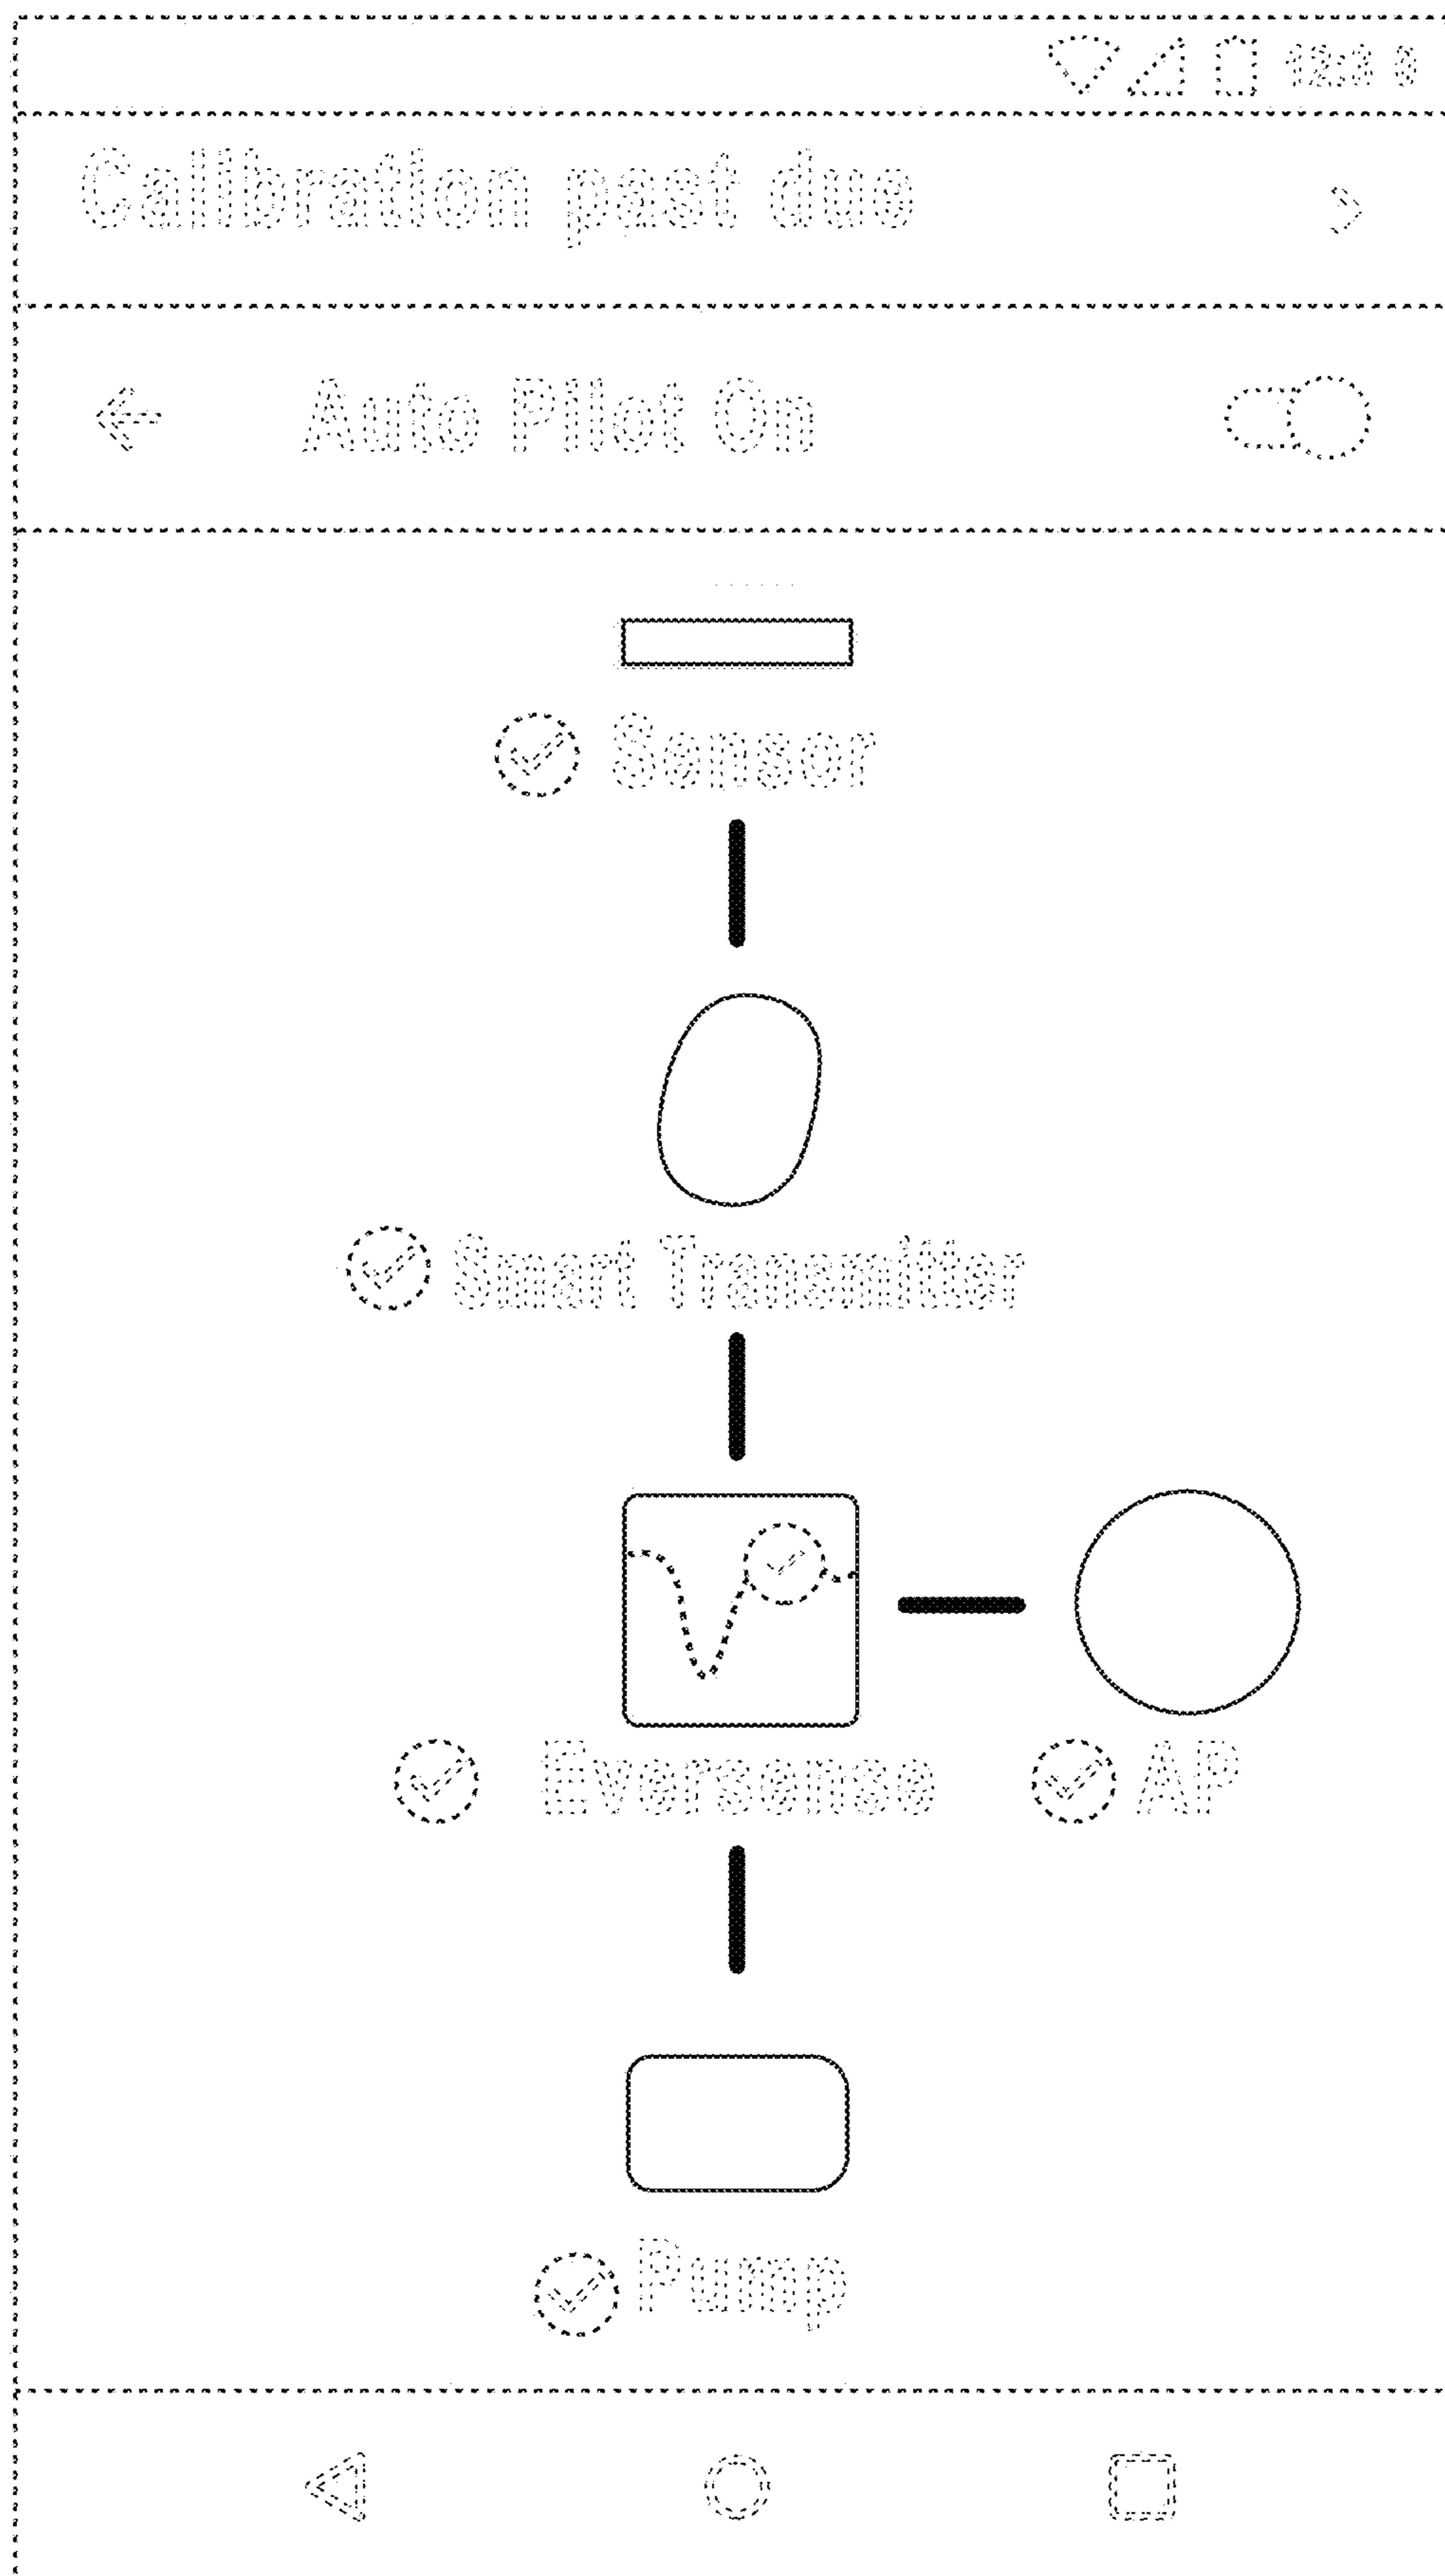 Calibration past due
Auto Pilot On
Sensor
Smart Transmitter
Eversense AP
Pump